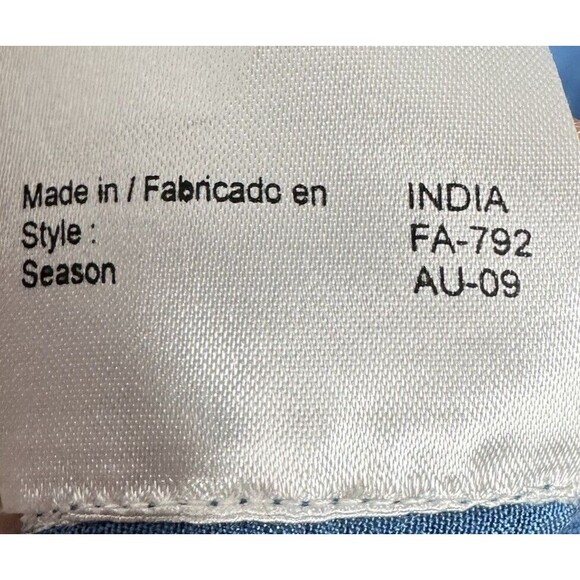 Made in / Fabricado en INDIA
Style : FA-792
Season AU-09